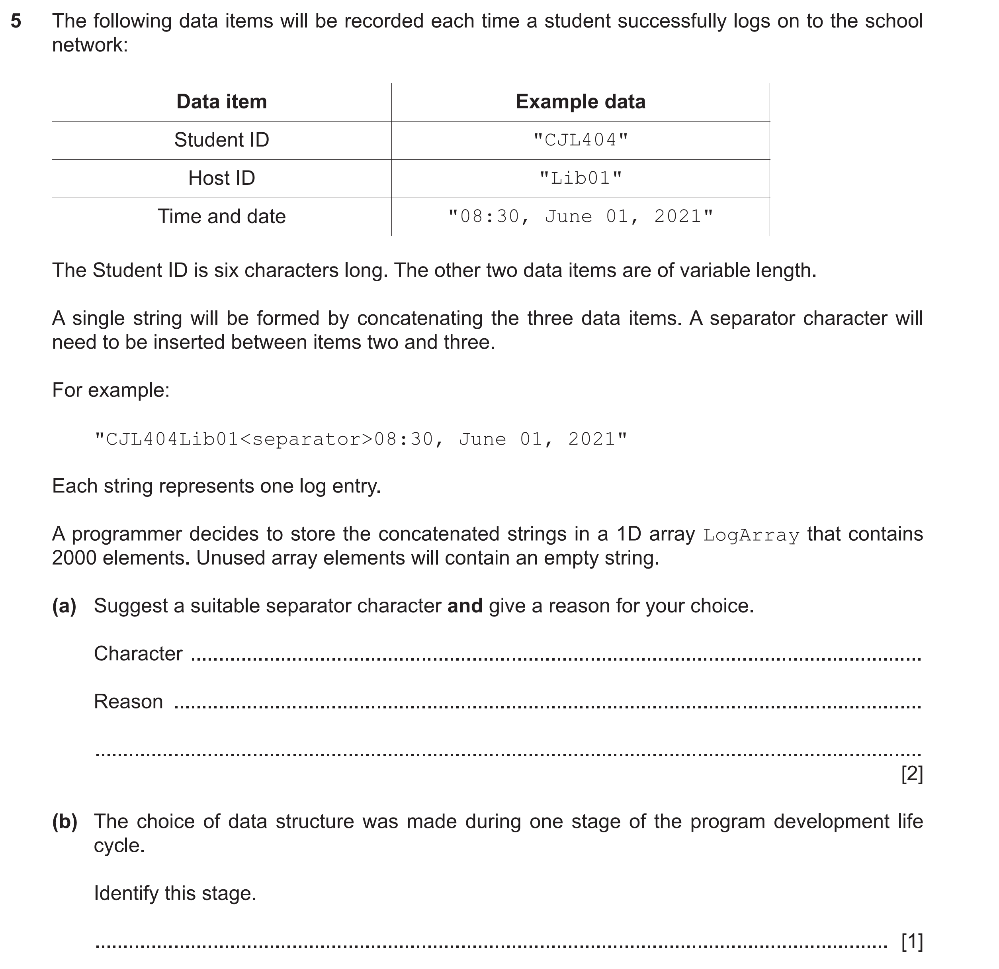 5 The following data items will be recorded each time a student successfully logs on to the school
network:
Data item Example data
Student ID "CJL404"
Host ID "Lib01"
Time and date "08:30, June 01, 2021"
The Student ID is six characters long. The other two data items are of variable length.
A single string will be formed by concatenating the three data items. A separator character will
need to be inserted between items two and three.
For example:
"CJL404Lib01<separator>08:30, June 01, 2021"
Each string represents one log entry.
A programmer decides to store the concatenated strings in a 1D array LogArray that contains
2000 elements. Unused array elements will contain an empty string.
(a) Suggest a suitable separator character and give a reason for your choice.
Character ....................................................................................................
Reason ....................................................................................................
....................................................................................................
[2]
(b) The choice of data structure was made during one stage of the program development life
cycle.
Identify this stage.
.................................................................................................... [1]